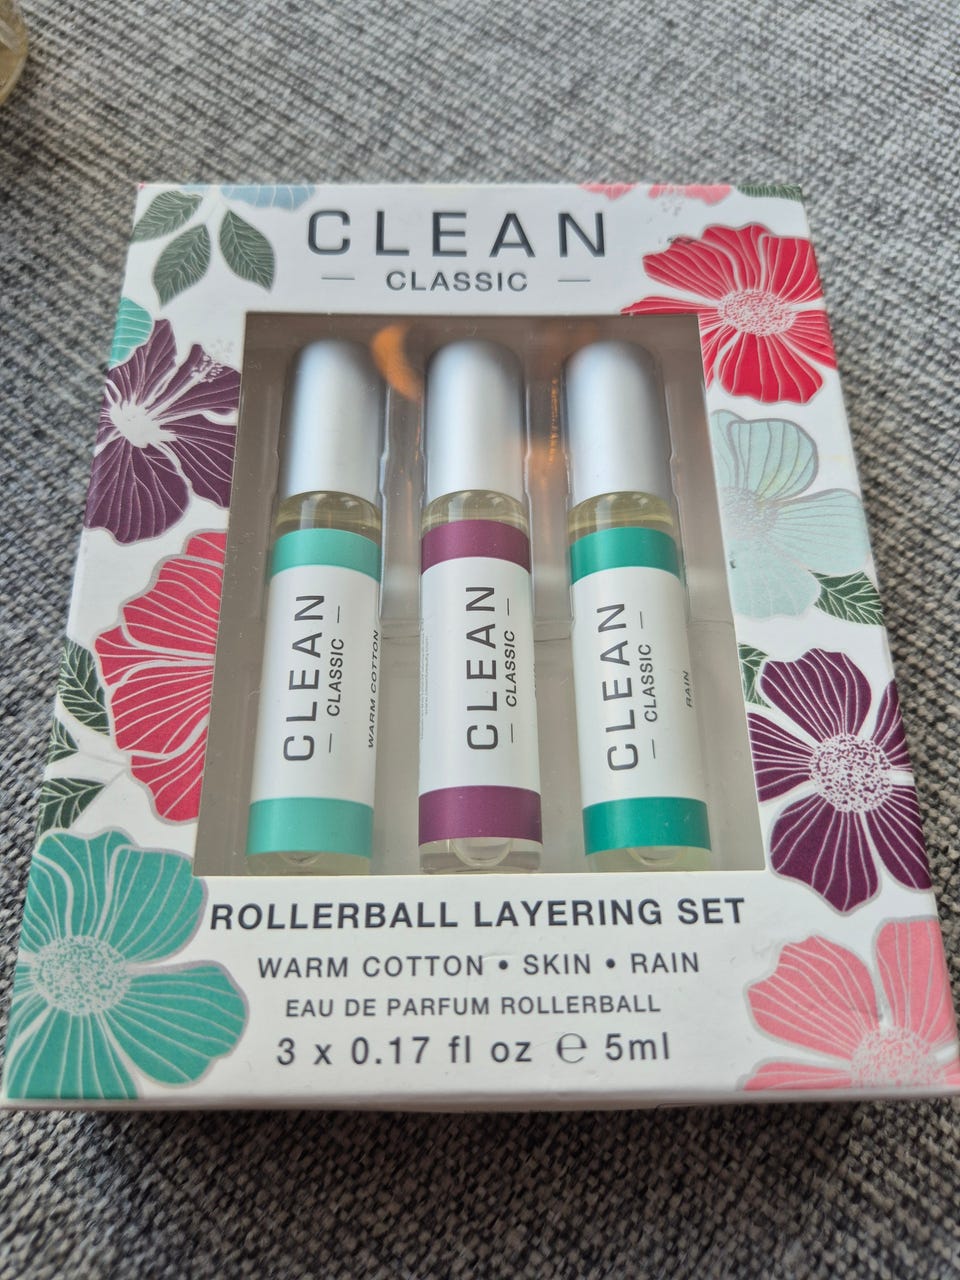 CLEAN
— CLASSIC —
CLEAN
— CLASSIC —
WARM COTTON
CLEAN
— CLASSIC —
CLEAN
— CLASSIC —
RAIN
ROLLERBALL LAYERING SET
WARM COTTON • SKIN • RAIN
EAU DE PARFUM ROLLERBALL
3 x 0.17 fl oz ℮ 5ml